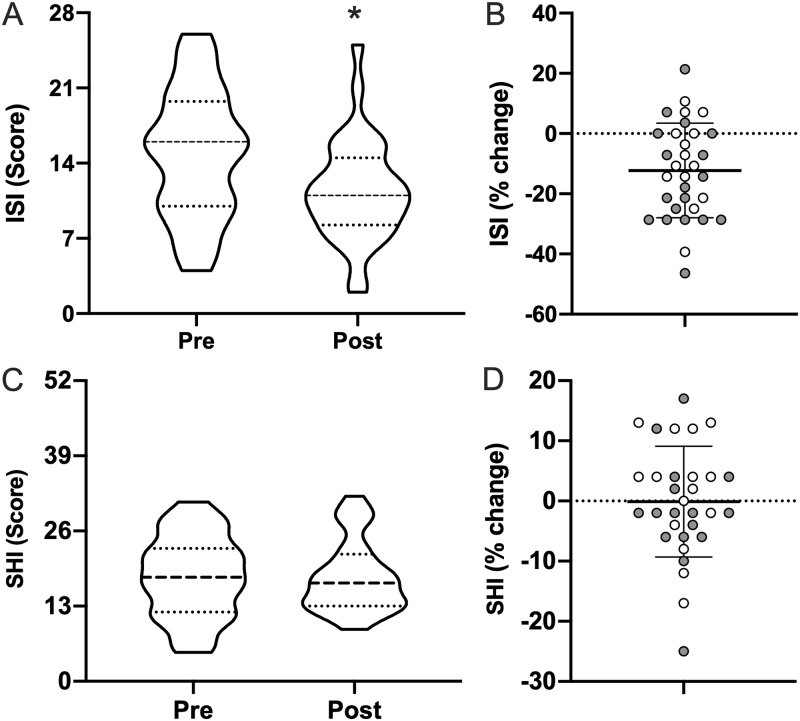 A
ISI (Score)
28
21
14
7
0
*
Pre
Post
B
ISI (% change)
40
20
0
-20
-40
-60
C
SHI (Score)
52
39
26
13
0
Pre
Post
D
SHI (% change)
20
10
0
-10
-20
-30